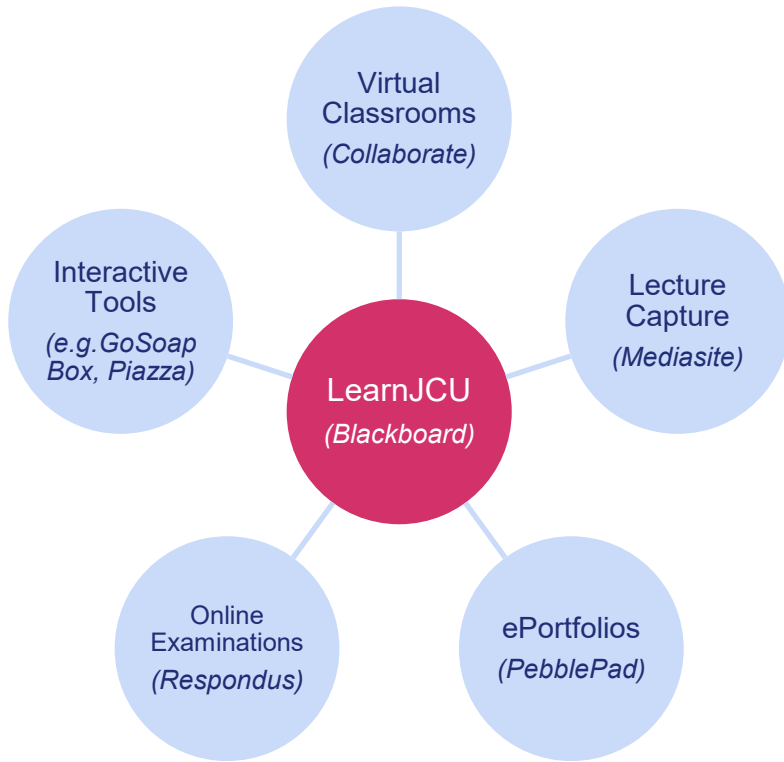 Virtual
Classrooms
(Collaborate)
Interactive
Tools
(e.g.GoSoap
Box, Piazza)
Lecture
Capture
(Mediasite)
LearnJCU
(Blackboard)
Online
Examinations
(Respondus)
ePortfolios
(PebblePad)